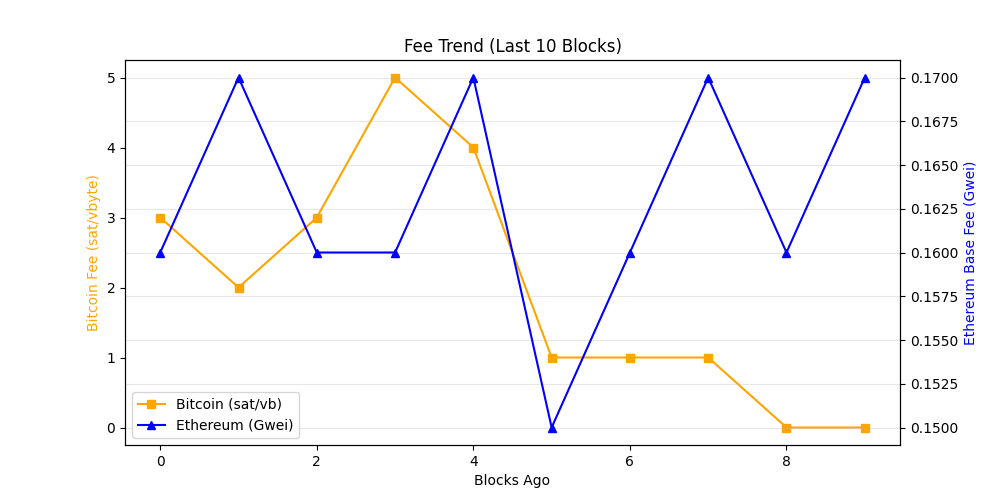 Fee Trend (Last 10 Blocks)
Bitcoin Fee (sat/vbyte)
5
4
3
2
1
0
0.1700
0.1675
0.1650
0.1625
0.1600
0.1575
0.1550
0.1525
0.1500
Ethereum Base Fee (Gwei)
Bitcoin (sat/vb)
Ethereum (Gwei)
0 2 4 6 8
Blocks Ago